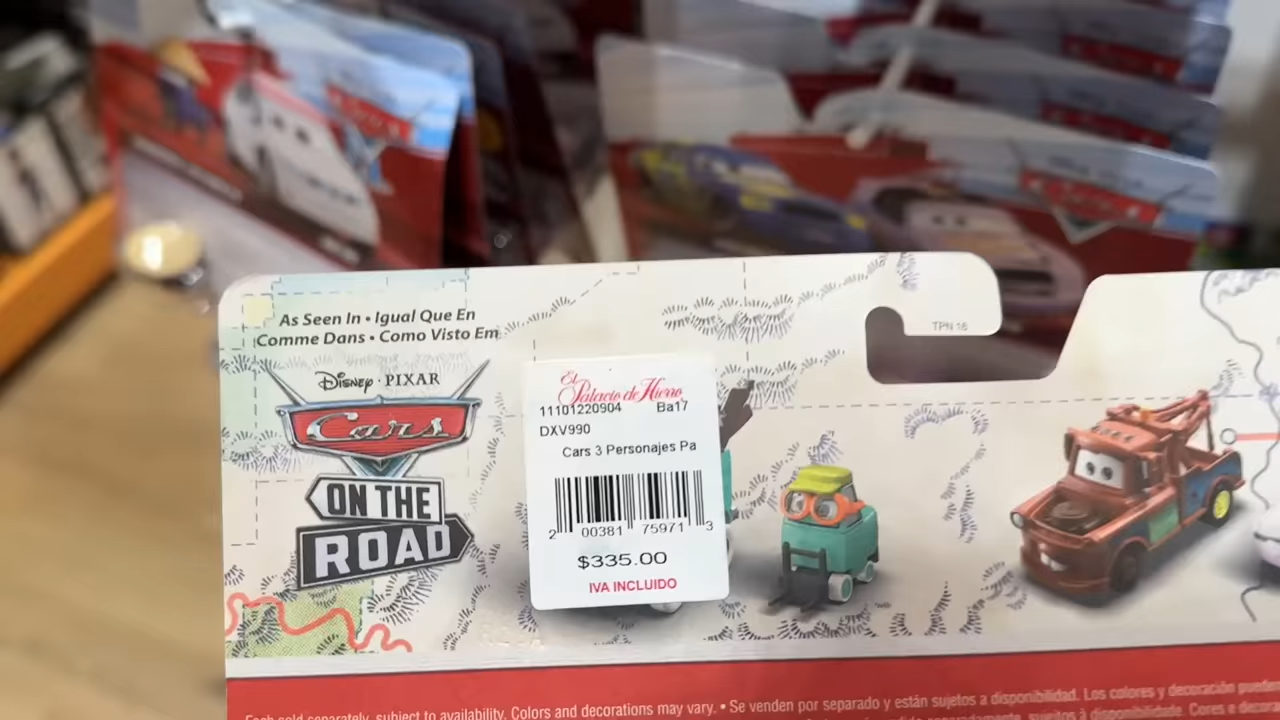 As Seen In • Igual Que En
Comme Dans • Como Visto Em
Disney • PIXAR
Cars
ON THE
ROAD
El
Palacio de Hierro
11101220904 Ba17
DXV990
Cars 3 Personajes Pa
2 00381 75971 3
$335.00
IVA INCLUIDO
TPN 18
Each sold separately, subject to availability. Colors and decorations may vary. • Se venden por separado y están sujetos a disponibilidad. Los colores y decoración pueden